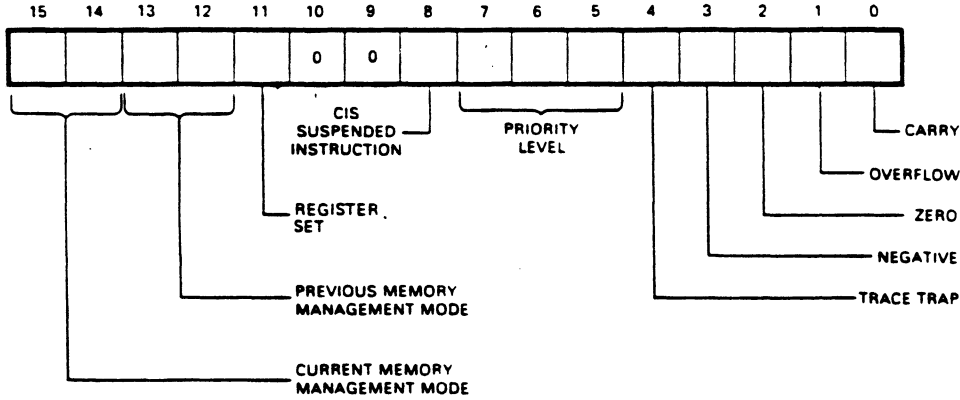 15 14 13 12 11 10 9 8 7 6 5 4 3 2 1 0
0 0
CIS
SUSPENDED
INSTRUCTION
PRIORITY
LEVEL
CARRY
OVERFLOW
REGISTER
SET
ZERO
NEGATIVE
PREVIOUS MEMORY
MANAGEMENT MODE
TRACE TRAP
CURRENT MEMORY
MANAGEMENT MODE